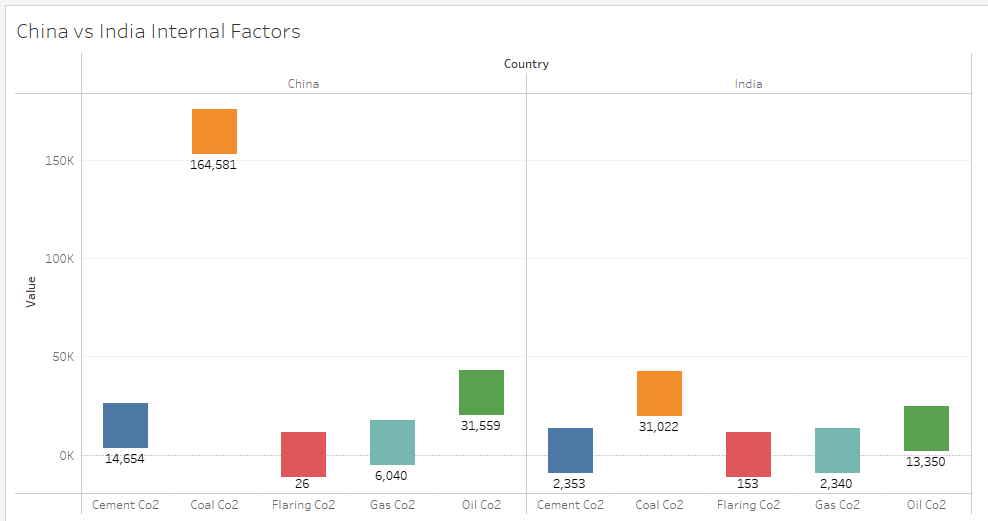 China vs India Internal Factors
Country
China India
150K
100K
50K
0K
Value
164,581
14,654
26
6,040
31,559
2,353
31,022
153
2,340
13,350
Cement Co2 Coal Co2 Flaring Co2 Gas Co2 Oil Co2 Cement Co2 Coal Co2 Flaring Co2 Gas Co2 Oil Co2